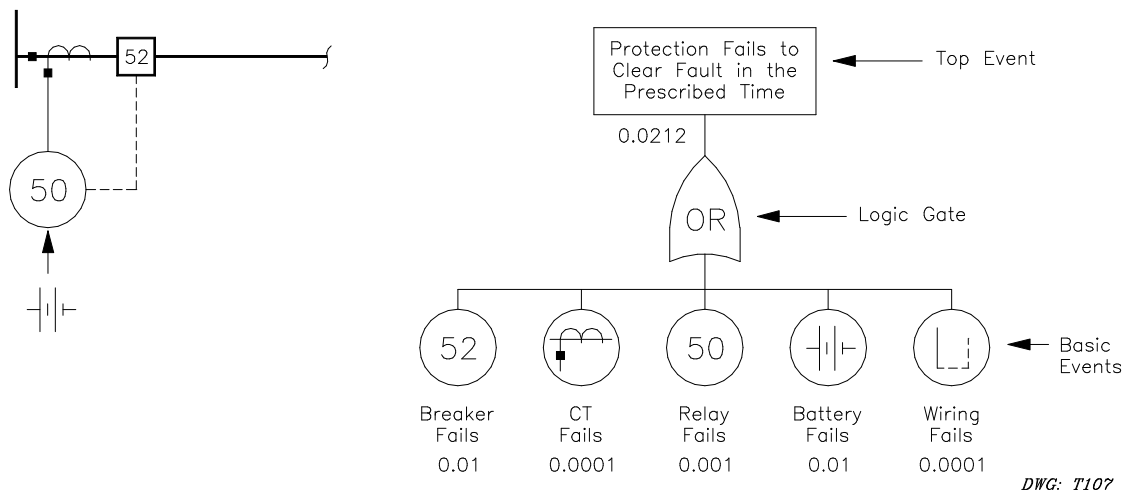 52
50
Protection Fails to
Clear Fault in the
Prescribed Time
Top Event
0.0212
OR
Logic Gate
52
50
Basic
Events
Breaker
Fails
0.01
CT
Fails
0.0001
Relay
Fails
0.001
Battery
Fails
0.01
Wiring
Fails
0.0001
DWG: T107